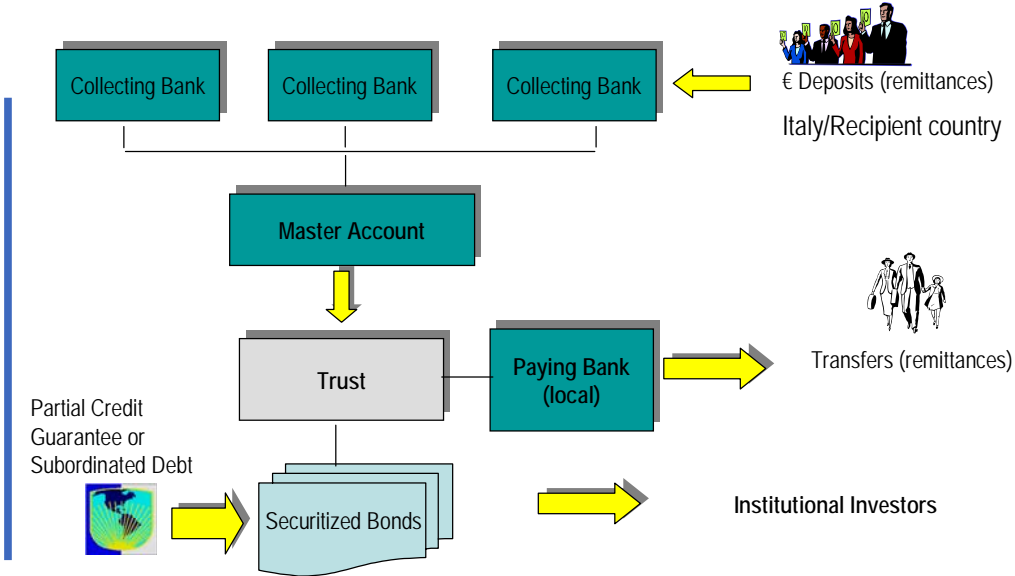 Collecting Bank
Collecting Bank
Collecting Bank
€ Deposits (remittances)
Italy/Recipient country
Master Account
Trust
Paying Bank
(local)
Transfers (remittances)
Partial Credit
Guarantee or
Subordinated Debt
Securitized Bonds
Institutional Investors